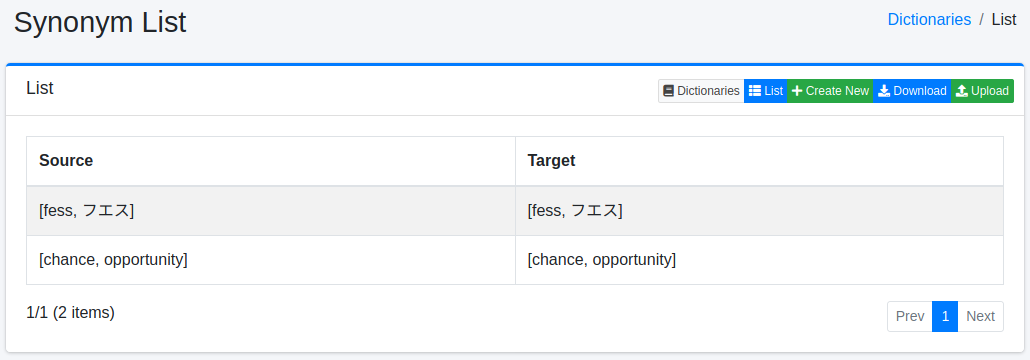 Synonym List
Dictionaries / List
List
Dictionaries List Create New Download Upload
Source Target
[fess, フエス] [fess, フエス]
[chance, opportunity] [chance, opportunity]
1/1 (2 items)
Prev 1 Next